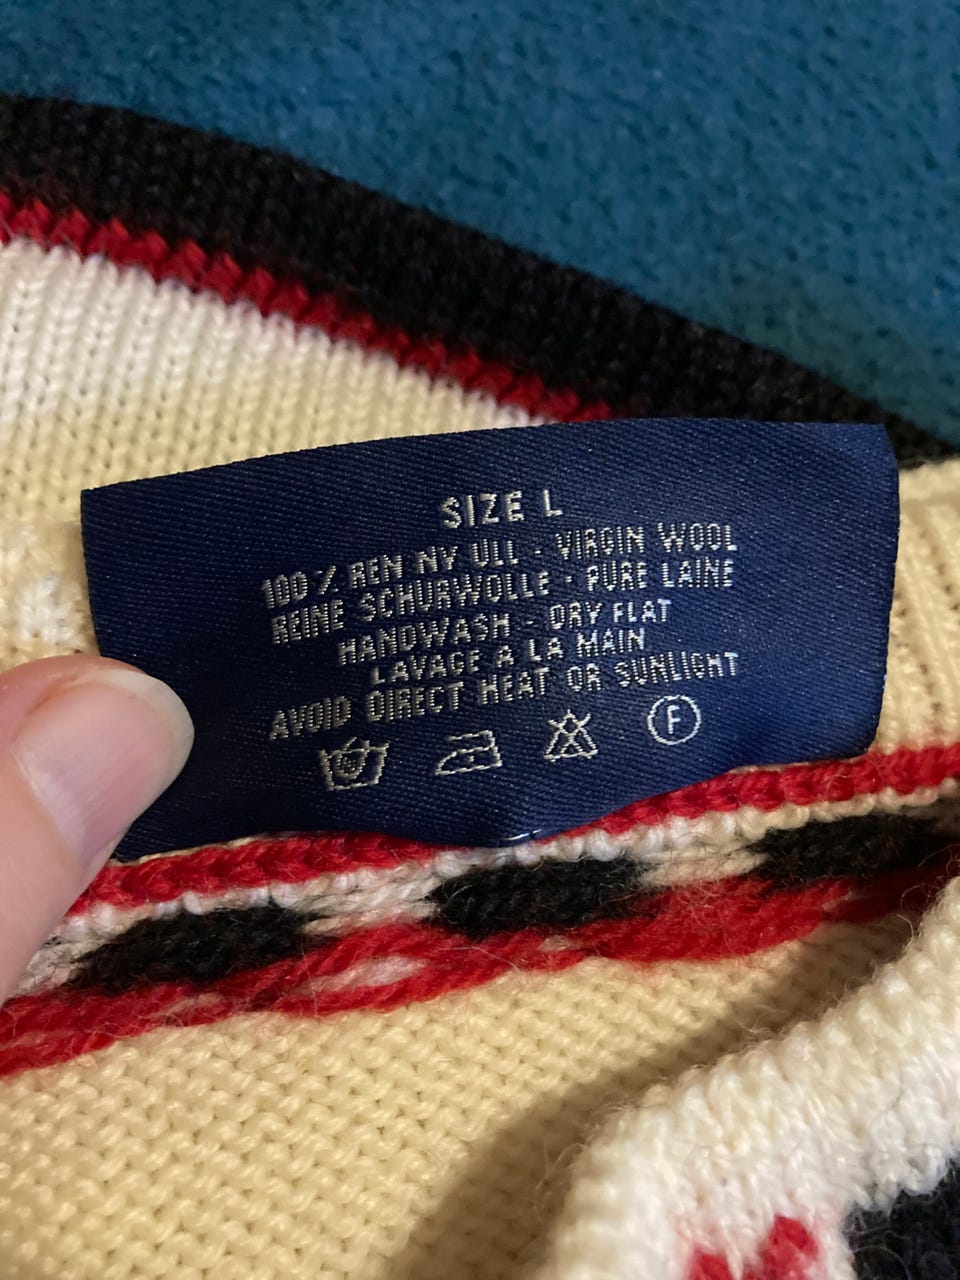 SIZE L
100 % REN NY ULL - VIRGIN WOOL
REINE SCHURWOLLE - PURE LAINE
HANDWASH - DRY FLAT
LAVAGE A LA MAIN
AVOID DIRECT HEAT OR SUNLIGHT
F